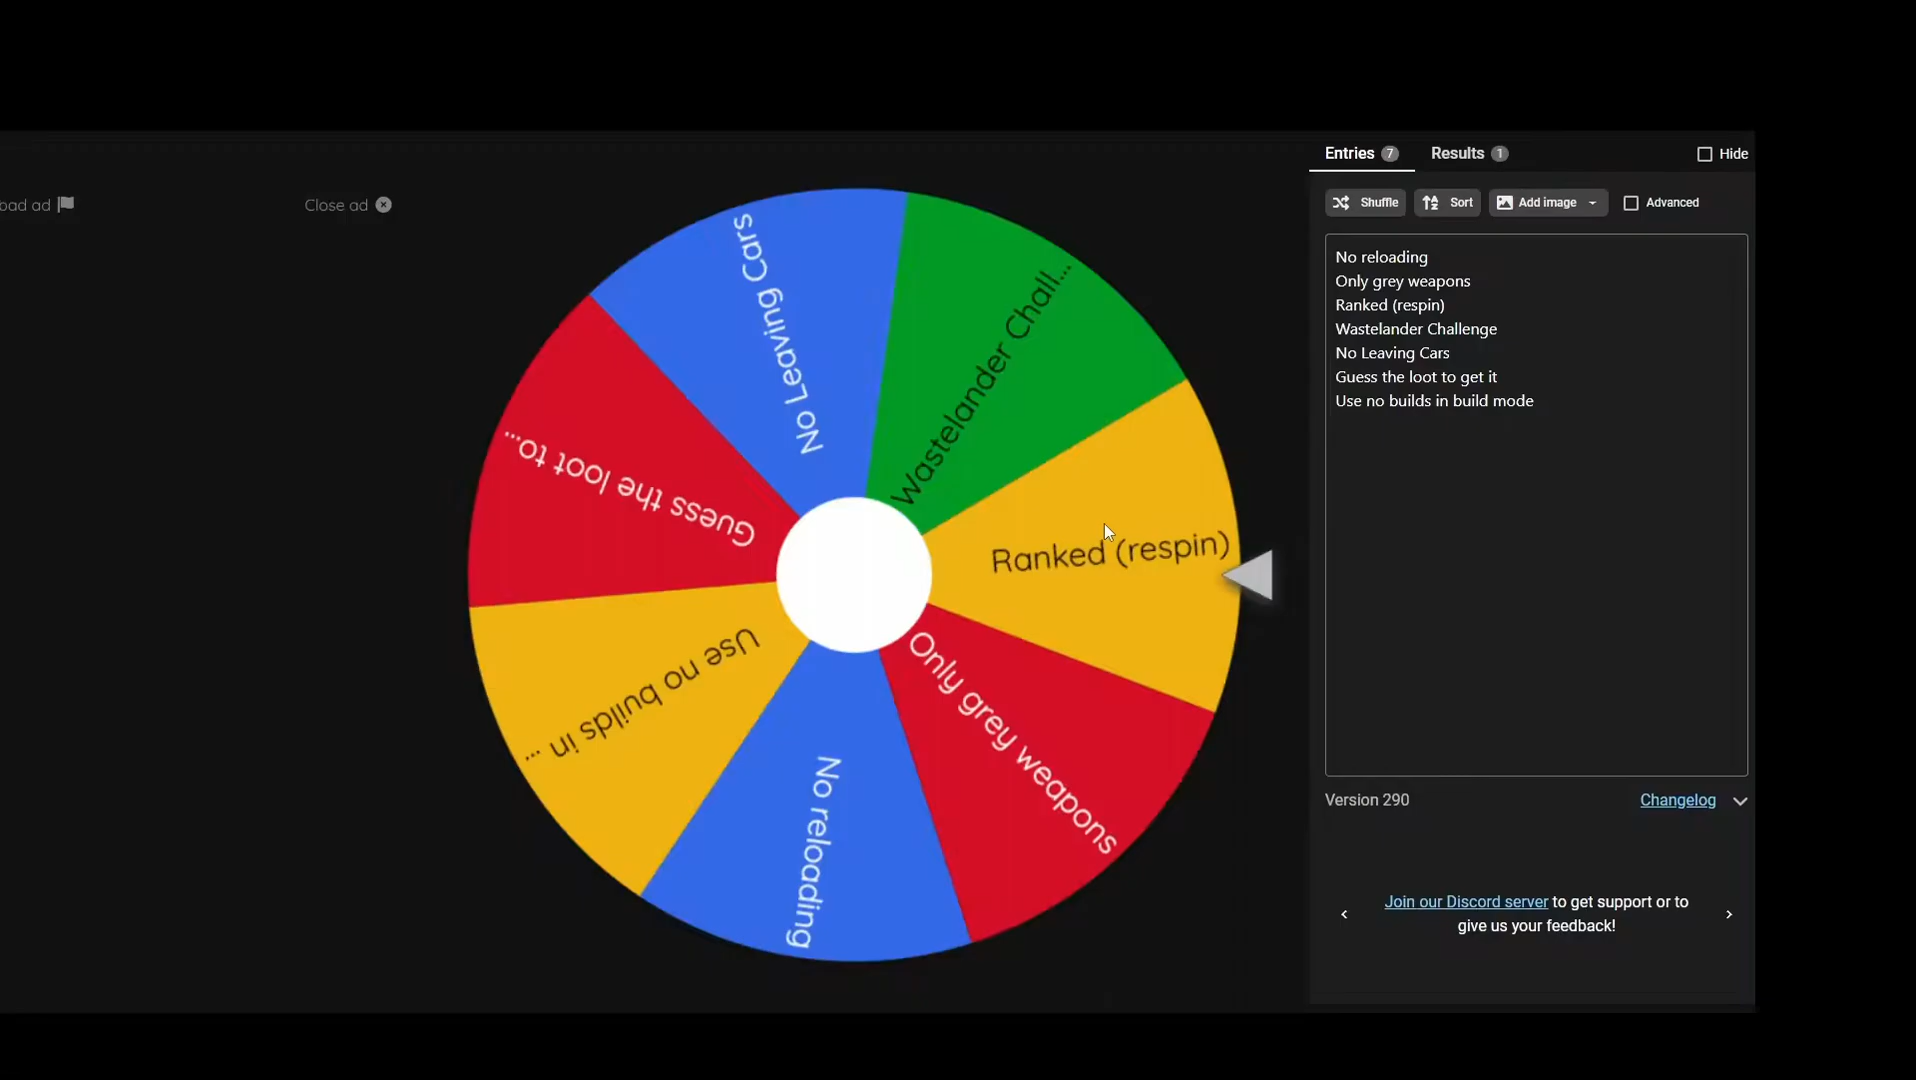 Entries 7
Results 1
Hide
oad ad
Close ad
Shuffle
Sort
Add image
Advanced
No Leaving Cars
Wastelander Chall...
Guess the loot to...
Ranked (respin)
Use no builds in ...
Only grey weapons
No reloading
No reloading
Only grey weapons
Ranked (respin)
Wastelander Challenge
No Leaving Cars
Guess the loot to get it
Use no builds in build mode
Version 290
Changelog
Join our Discord server to get support or to
give us your feedback!